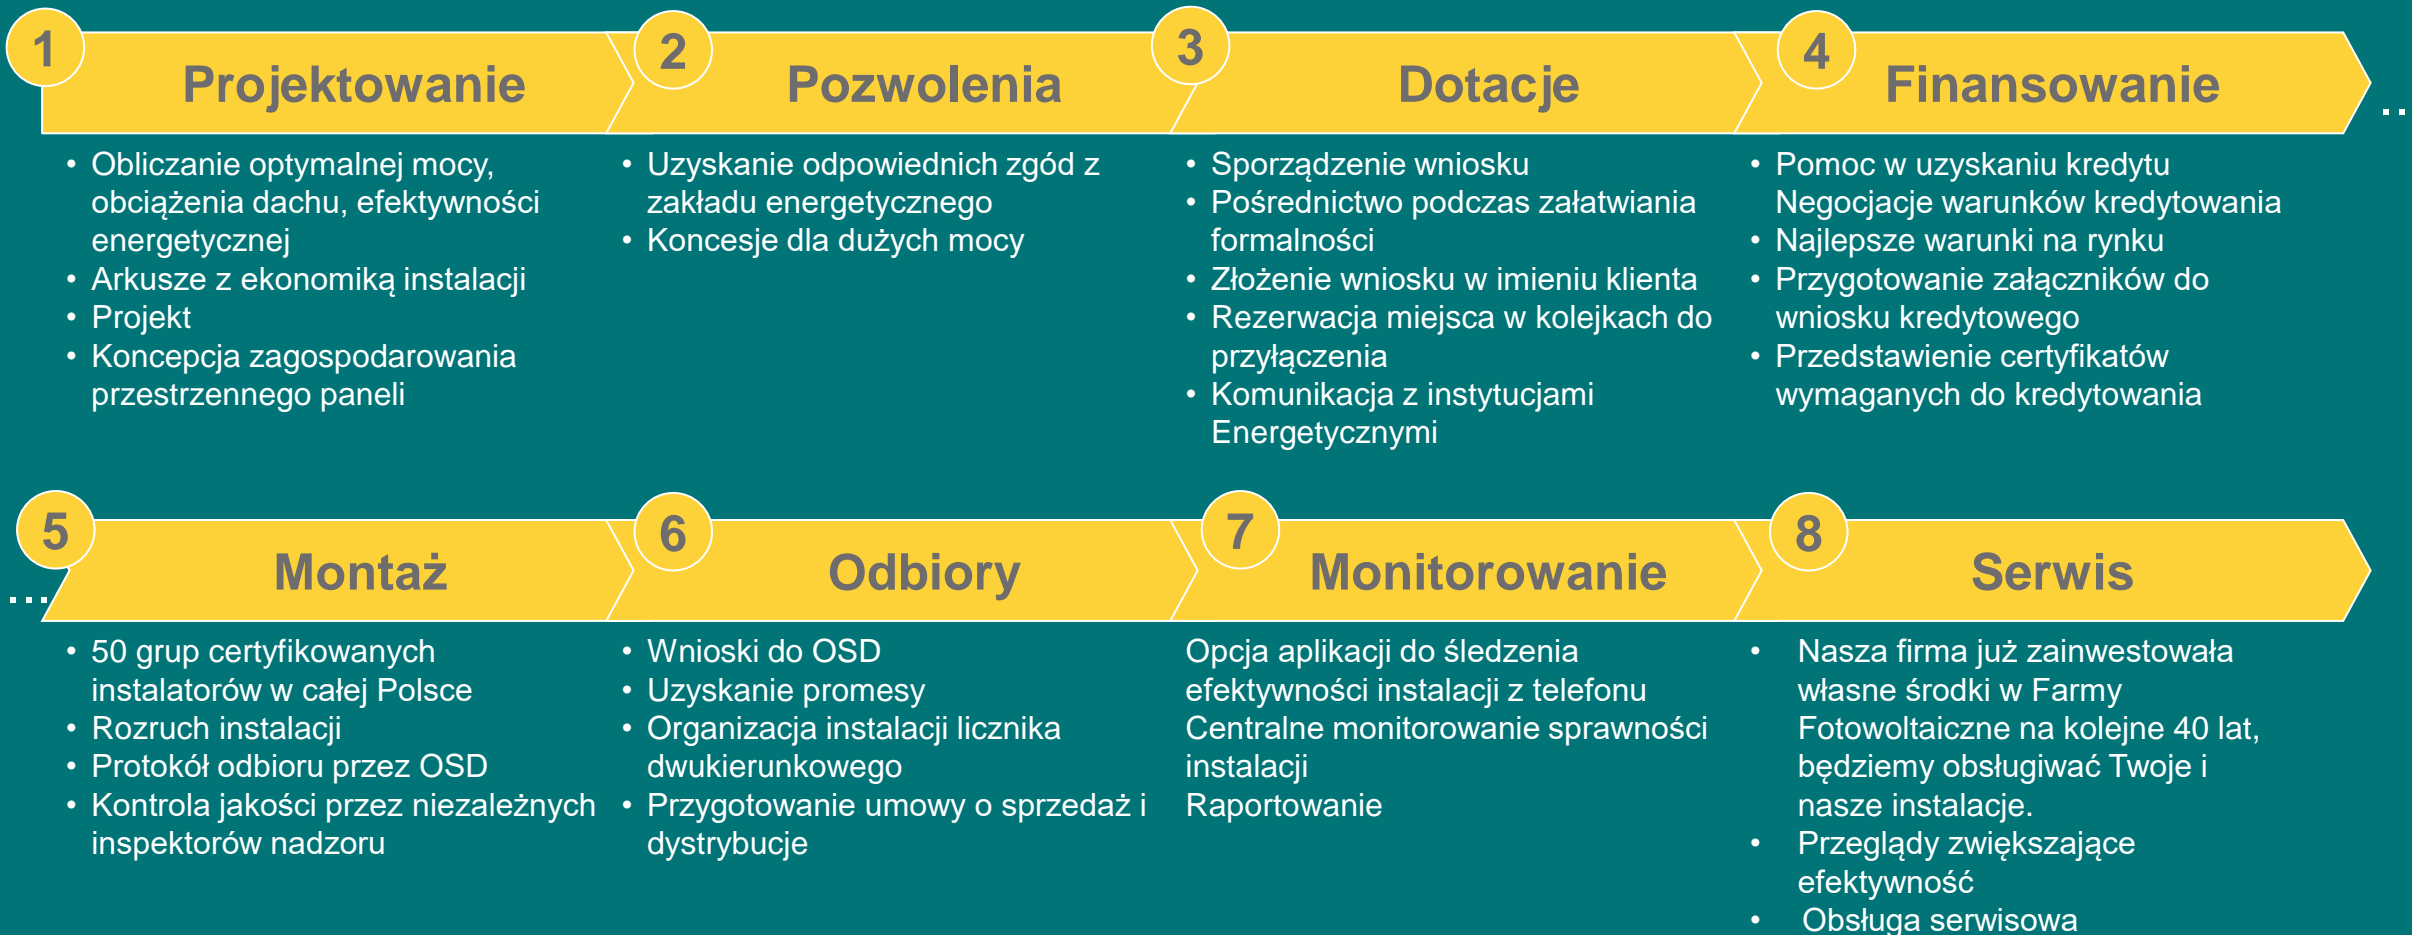 1
Projektowanie
• Obliczanie optymalnej mocy,
obciążenia dachu, efektywności
energetycznej
• Arkusze z ekonomiką instalacji
• Projekt
• Koncepcja zagospodarowania
przestrzennego paneli
2
Pozwolenia
• Uzyskanie odpowiednich zgód z
zakładu energetycznego
• Koncesje dla dużych mocy
3
Dotacje
• Sporządzenie wniosku
• Pośrednictwo podczas załatwiania
formalności
• Złożenie wniosku w imieniu klienta
• Rezerwacja miejsca w kolejkach do
przyłączenia
• Komunikacja z instytucjami
Energetycznymi
4
Finansowanie
• Pomoc w uzyskaniu kredytu
Negocjacje warunków kredytowania
• Najlepsze warunki na rynku
• Przygotowanie załączników do
wniosku kredytowego
• Przedstawienie certyfikatów
wymaganych do kredytowania
5
Montaż
• 50 grup certyfikowanych
instalatorów w całej Polsce
• Rozruch instalacji
• Protokół odbioru przez OSD
• Kontrola jakości przez niezależnych
inspektorów nadzoru
6
Odbiory
• Wnioski do OSD
• Uzyskanie promesy
• Organizacja instalacji licznika
dwukierunkowego
• Przygotowanie umowy o sprzedaż i
dystrybucje
7
Monitorowanie
Opcja aplikacji do śledzenia
efektywności instalacji z telefonu
Centralne monitorowanie sprawności
instalacji
Raportowanie
8
Serwis
• Nasza firma już zainwestowała
własne środki w Farmy
Fotowoltaiczne na kolejne 40 lat,
będziemy obsługiwać Twoje i
nasze instalacje.
• Przeglądy zwiększające
efektywność
• Obsługa serwisowa